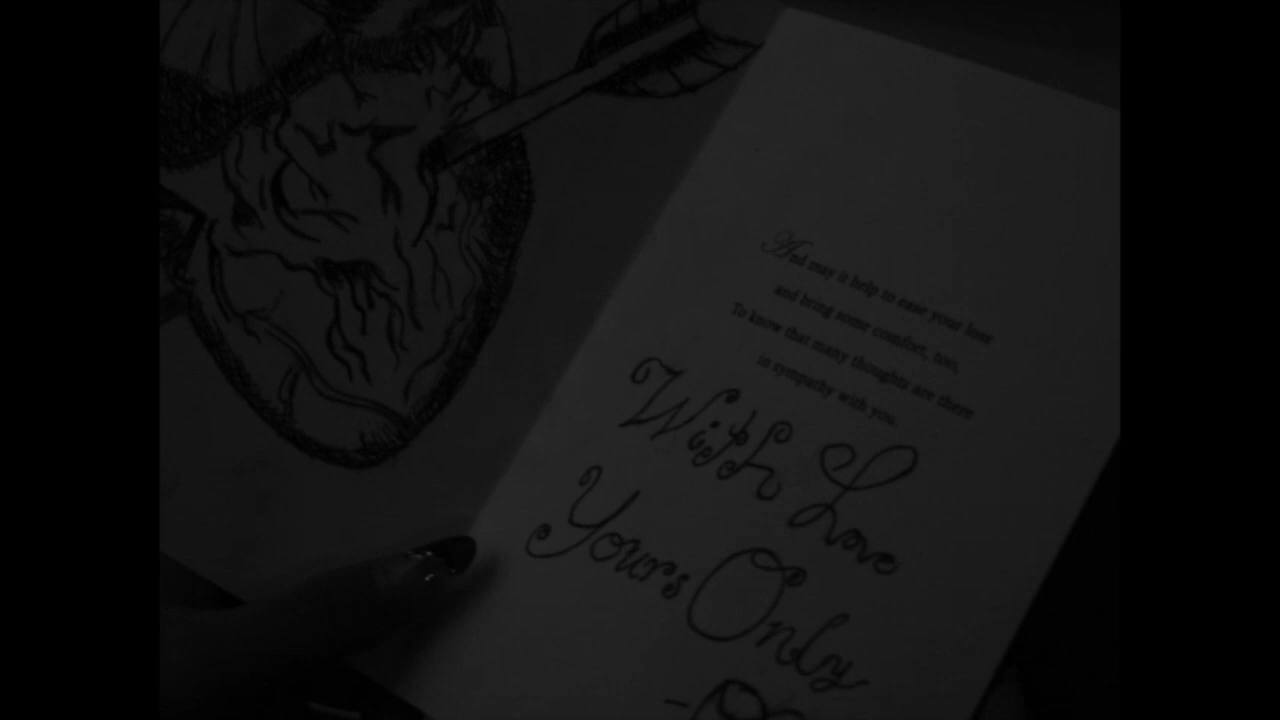 And may it help to ease your loss
and bring some comfort, too,
To know that many thoughts are there
in sympathy with you.
With Love
Yours Only